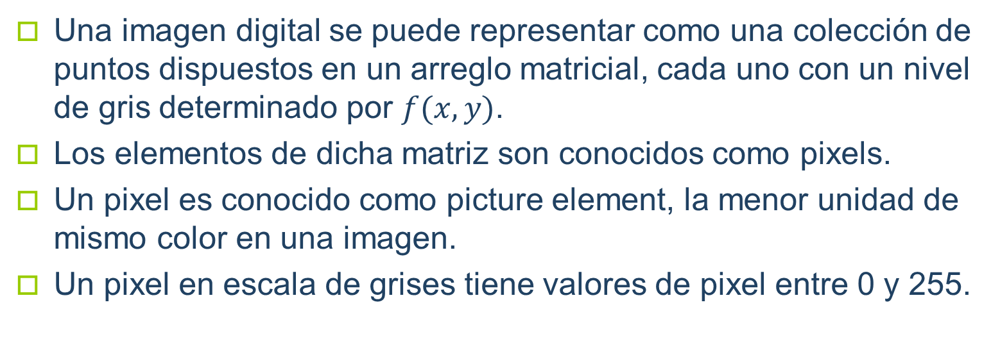 Una imagen digital se puede representar como una colección de
puntos dispuestos en un arreglo matricial, cada uno con un nivel
de gris determinado por f(x, y).
Los elementos de dicha matriz son conocidos como pixels.
Un pixel es conocido como picture element, la menor unidad de
mismo color en una imagen.
Un pixel en escala de grises tiene valores de pixel entre 0 y 255.